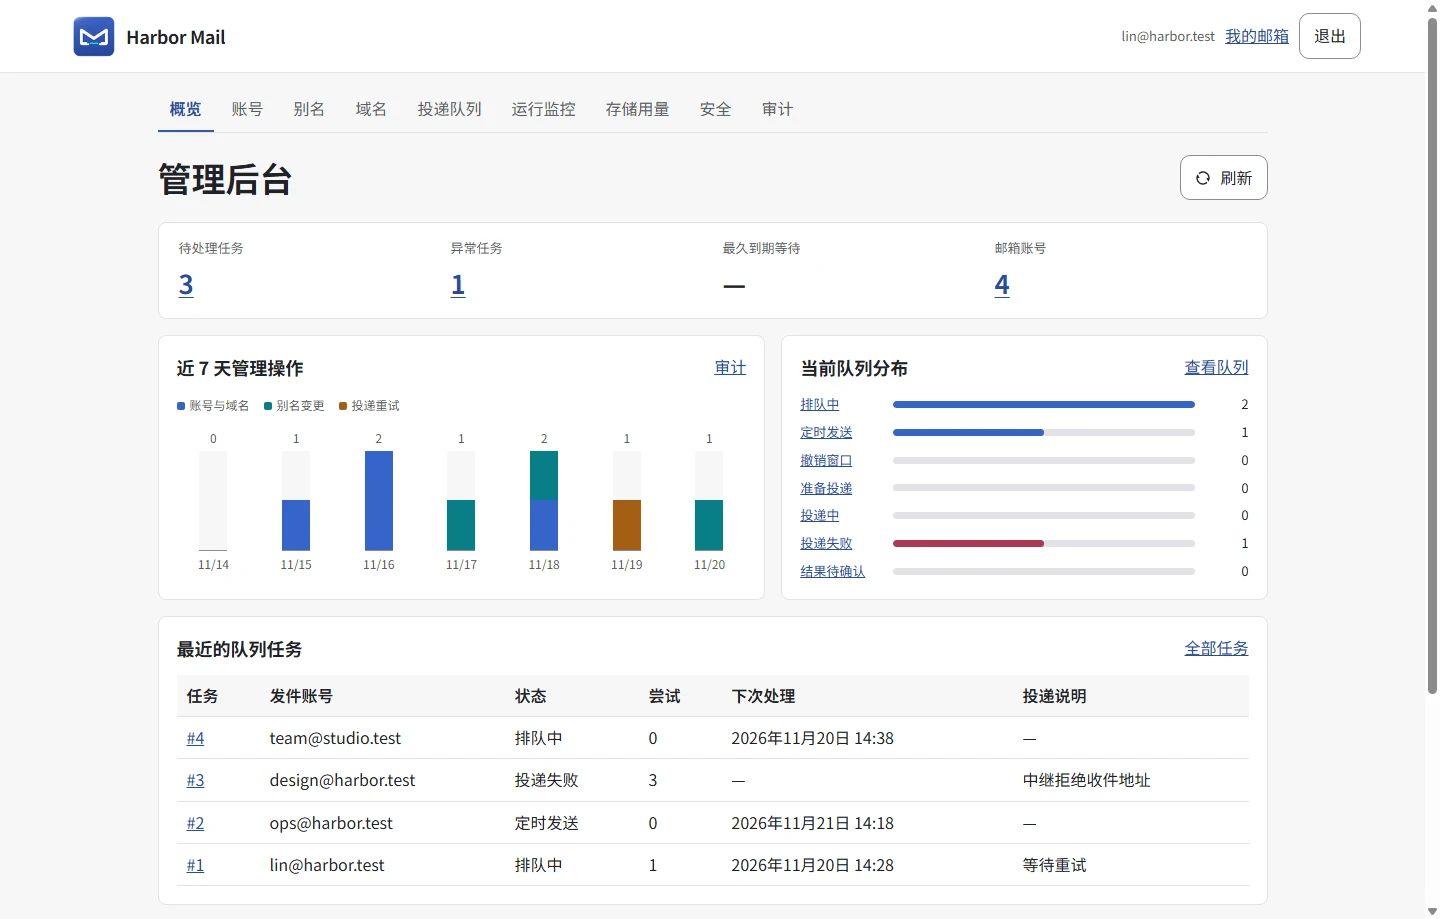 Harbor Mail
lin@harbor.test 我的邮箱 退出
概览 账号 别名 域名 投递队列 运行监控 存储用量 安全 审计
管理后台
刷新
待处理任务 异常任务 最久到期等待 邮箱账号
3 1 — 4
近 7 天管理操作 审计
账号与域名 别名变更 投递重试
0 1 2 1 2 1 1
11/14 11/15 11/16 11/17 11/18 11/19 11/20
当前队列分布 查看队列
排队中 2
定时发送 1
撤销窗口 0
准备投递 0
投递中 0
投递失败 1
结果待确认 0
最近的队列任务 全部任务
任务 发件账号 状态 尝试 下次处理 投递说明
#4 team@studio.test 排队中 0 2026年11月20日 14:38 —
#3 design@harbor.test 投递失败 3 — 中继拒绝收件地址
#2 ops@harbor.test 定时发送 0 2026年11月21日 14:18 —
#1 lin@harbor.test 排队中 1 2026年11月20日 14:28 等待重试